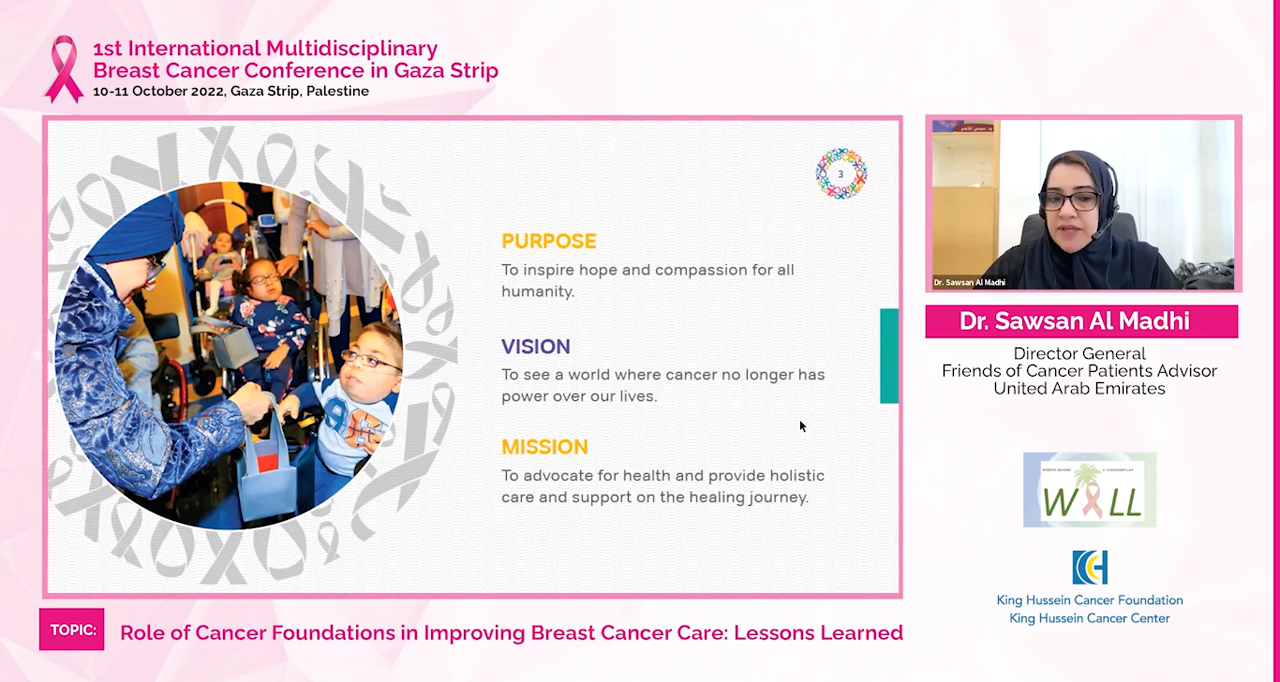 1st International Multidisciplinary
Breast Cancer Conference in Gaza Strip
10-11 October 2022, Gaza Strip, Palestine
3
PURPOSE
To inspire hope and compassion for all
humanity.
VISION
To see a world where cancer no longer has
power over our lives.
MISSION
To advocate for health and provide holistic
care and support on the healing journey.
Dr. Sawsan Al Madhi
Dr. Sawsan Al Madhi
Director General
Friends of Cancer Patients Advisor
United Arab Emirates
WILL
King Hussein Cancer Foundation
King Hussein Cancer Center
TOPIC:
Role of Cancer Foundations in Improving Breast Cancer Care: Lessons Learned